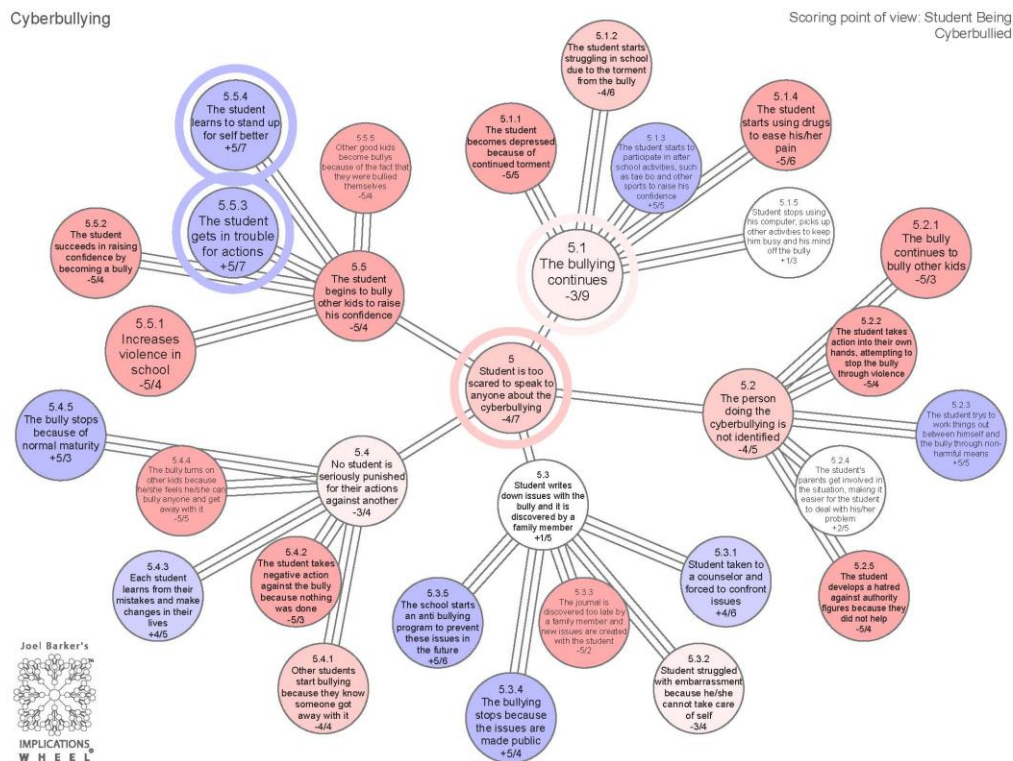 Cyberbullying
Scoring point of view: Student Being
Cyberbullied
5.5.4
The student
learns to stand up
for self better
+5/7
5.5.5
Other good kids
become bullys
because of the fact that
they were bullied
themselves
-5/4
5.5.3
The student
gets in trouble
for actions
+5/7
5.5.2
The student
succeeds in raising
confidence by
becoming a bully
-5/4
5.5
The student
begins to bully
other kids to raise
his confidence
-5/4
5.5.1
Increases
violence in
school
-5/4
5.1.2
The student starts
struggling in school
due to the torment
from the bully
-4/6
5.1.1
The student
becomes depressed
because of
continued torment
-5/5
5.1.3
The student starts to
participate in after
school activities, such
as tae bo and other
sports to raise his
confidence
+5/5
5.1.4
The student
starts using drugs
to ease his/her
pain
-5/6
5.1.5
Student stops using
his computer, picks up
other activities to keep
him busy and his mind
off the bully
+1/3
5.1
The bullying
continues
-3/9
5.2.1
The bully
continues to
bully other kids
-5/3
5.2.2
The student takes
action into their own
hands, attempting to
stop the bully
through violence
-5/4
5
Student is too
scared to speak to
anyone about the
cyberbullying
-4/7
5.2
The person
doing the
cyberbullying is
not identified
-4/5
5.2.3
The student trys to
work things out
between himself and
the bully through non-
harmful means
+5/5
5.2.4
The student's
parents get involved in
the situation, making it
easier for the student
to deal with his/her
problem
+2/5
5.2.5
The student
develops a hatred
against authority
figures because they
did not help
-5/4
5.4.5
The bully stops
because of
normal maturity
+5/3
5.4.4
The bully turns on
other kids because
he/she feels he/she can
bully anyone and get
away with it
-5/5
5.4
No student is
seriously punished
for their actions
against another
-3/4
5.4.3
Each student
learns from their
mistakes and make
changes in their
lives
+4/5
5.4.2
The student takes
negative action
against the bully
because nothing
was done
-5/3
5.4.1
Other students
start bullying
because they know
someone got
away with it
-4/4
5.3
Student writes
down issues with the
bully and it is
discovered by a
family member
+1/5
5.3.5
The school starts
an anti bullying
program to prevent
these issues in
the future
+5/6
5.3.3
The journal is
discovered too late by
a family member and
new issues are created
with the student
-5/2
5.3.1
Student taken to
a counselor and
forced to confront
issues
+4/6
5.3.4
The bullying
stops because
the issues are
made public
+5/4
5.3.2
Student struggled
with embarrassment
because he/she
cannot take care
of self
-3/4
Joel Barker's
TM
IMPLICATIONS
WHEEL®